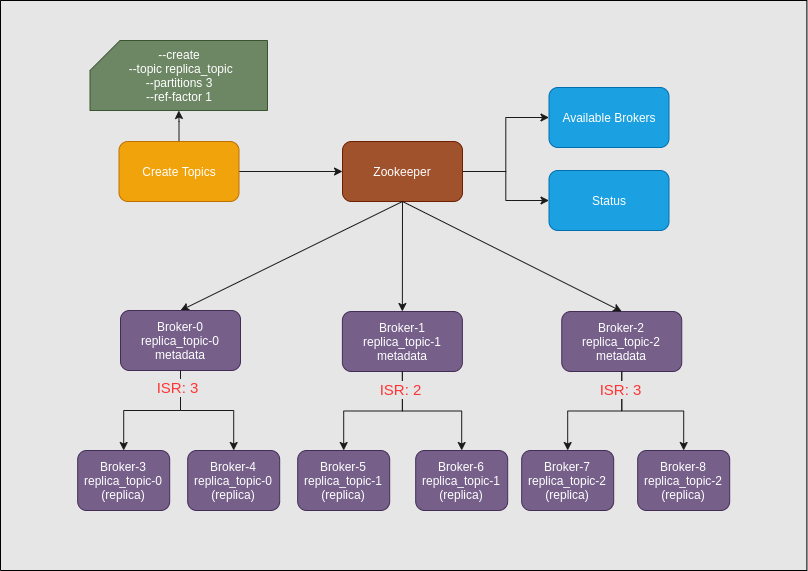 --create
--topic replica_topic
--partitions 3
--ref-factor 1
Available Brokers
Create Topics
Zookeeper
Status
Broker-0
replica_topic-0
metadata
Broker-1
replica_topic-1
metadata
Broker-2
replica_topic-2
metadata
ISR: 3
ISR: 2
ISR: 3
Broker-3
replica_topic-0
(replica)
Broker-4
replica_topic-0
(replica)
Broker-5
replica_topic-1
(replica)
Broker-6
replica_topic-1
(replica)
Broker-7
replica_topic-2
(replica)
Broker-8
replica_topic-2
(replica)